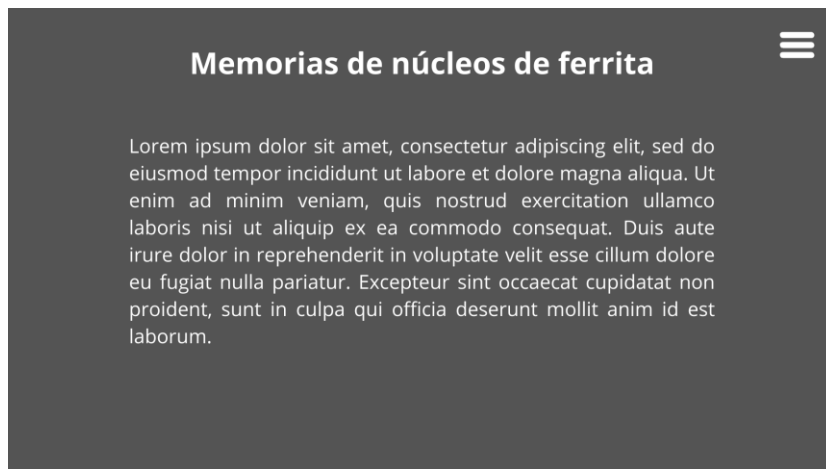 Memorias de núcleos de ferrita
Lorem ipsum dolor sit amet, consectetur adipiscing elit, sed do
eiusmod tempor incididunt ut labore et dolore magna aliqua. Ut
enim ad minim veniam, quis nostrud exercitation ullamco
laboris nisi ut aliquip ex ea commodo consequat. Duis aute
irure dolor in reprehenderit in voluptate velit esse cillum dolore
eu fugiat nulla pariatur. Excepteur sint occaecat cupidatat non
proident, sunt in culpa qui officia deserunt mollit anim id est
laborum.